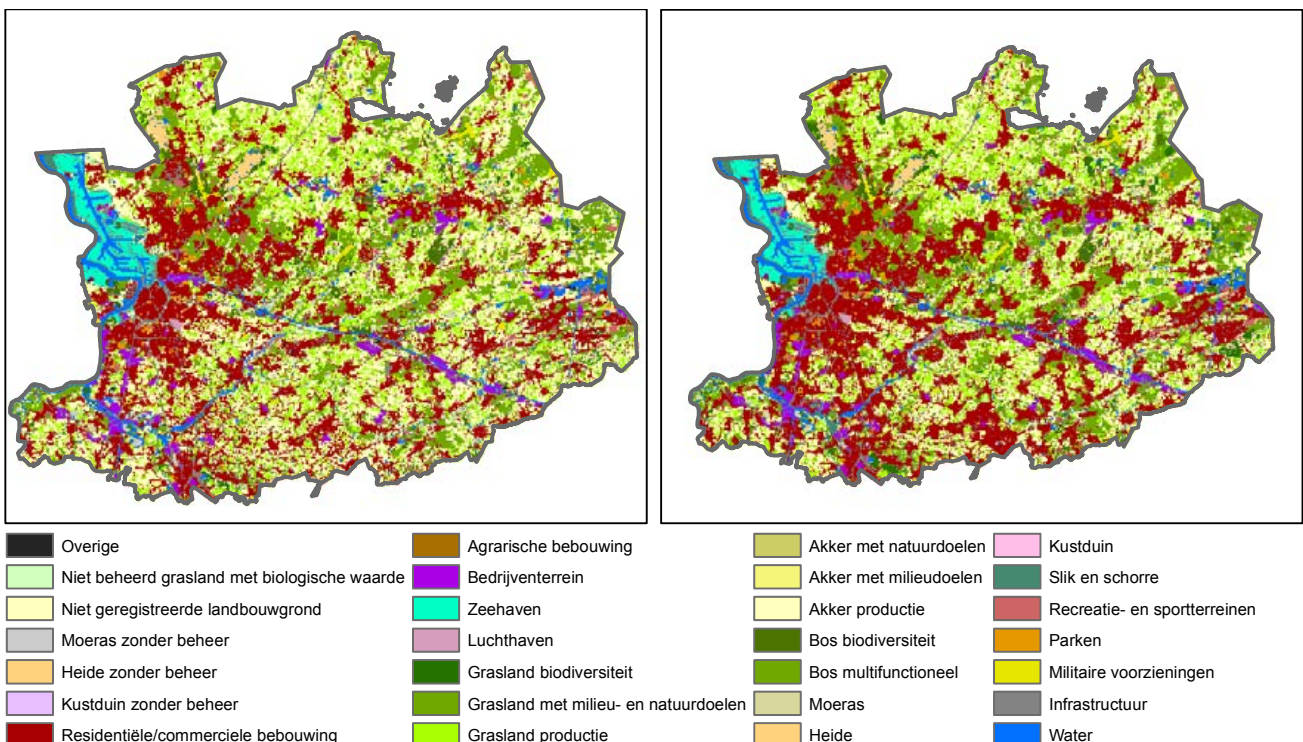 Overige
Niet beheerd grasland met biologische waarde
Niet geregistreerde landbouwgrond
Moeras zonder beheer
Heide zonder beheer
Kustduin zonder beheer
Residentiële/commerciele bebouwing
Agrarische bebouwing
Bedrijventerrein
Zeehaven
Luchthaven
Grasland biodiversiteit
Grasland met milieu- en natuurdoelen
Grasland productie
Akker met natuurdoelen
Akker met milieudoelen
Akker productie
Bos biodiversiteit
Bos multifunctioneel
Moeras
Heide
Kustduin
Slik en schorre
Recreatie- en sportterreinen
Parken
Militaire voorzieningen
Infrastructuur
Water